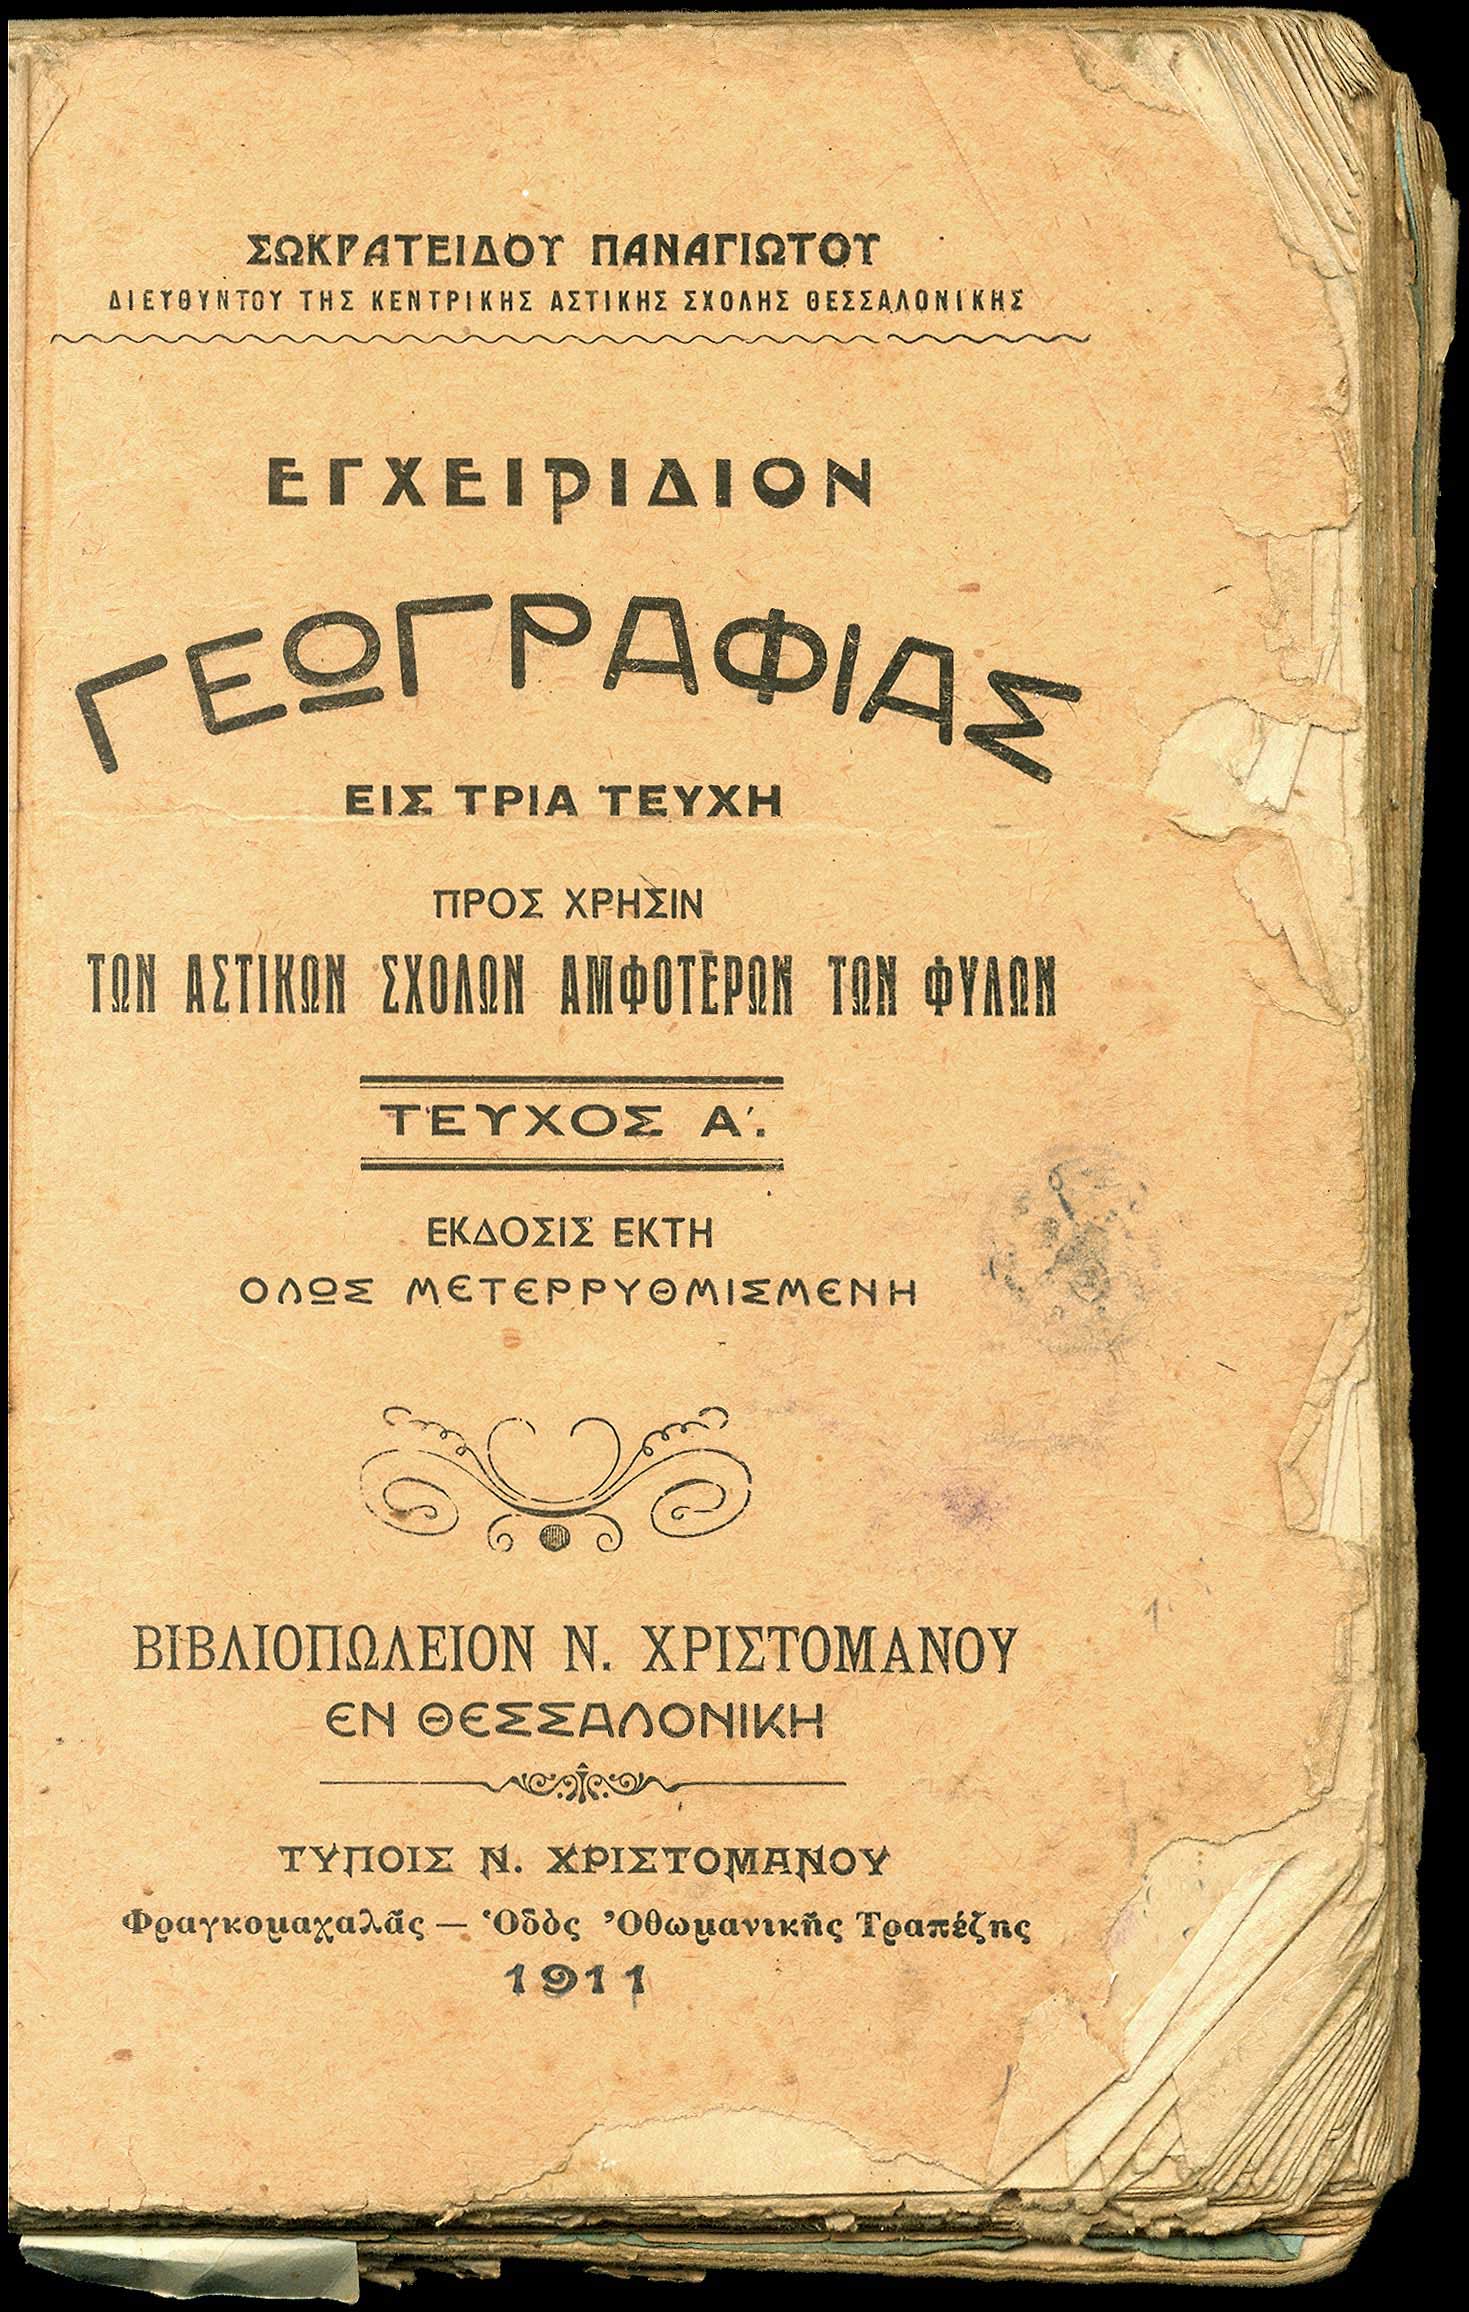 ΣΩΚΡΑΤΕΙΔΟΥ ΠΑΝΑΓΙΩΤΟΥ
ΔΙΕΥΘΥΝΤΟΥ ΤΗΣ ΚΕΝΤΡΙΚΗΣ ΑΣΤΙΚΗΣ ΣΧΟΛΗΣ ΘΕΣΣΑΛΟΝΙΚΗΣ
ΕΓΧΕΙΡΙΔΙΟΝ
ΓΕΩΓΡΑΦΙΑΣ
ΕΙΣ ΤΡΙΑ ΤΕΥΧΗ
ΠΡΟΣ ΧΡΗΣΙΝ
ΤΩΝ ΑΣΤΙΚΩΝ ΣΧΟΛΩΝ ΑΜΦΟΤΕΡΩΝ ΤΩΝ ΦΥΛΩΝ
ΤΕΥΧΟΣ Α΄.
ΕΚΔΟΣΙΣ ΕΚΤΗ
ΟΛΩΣ ΜΕΤΕΡΡΥΘΜΙΣΜΕΝΗ
ΒΙΒΛΙΟΠΩΛΕΙΟΝ Ν. ΧΡΙΣΤΟΜΑΝΟΥ
ΕΝ ΘΕΣΣΑΛΟΝΙΚΗ
ΤΥΠΟΙΣ Ν. ΧΡΙΣΤΟΜΑΝΟΥ
Φραγκομαχαλᾶς — Ὁδὸς Ὀθωμανικῆς Τραπέζης
1911